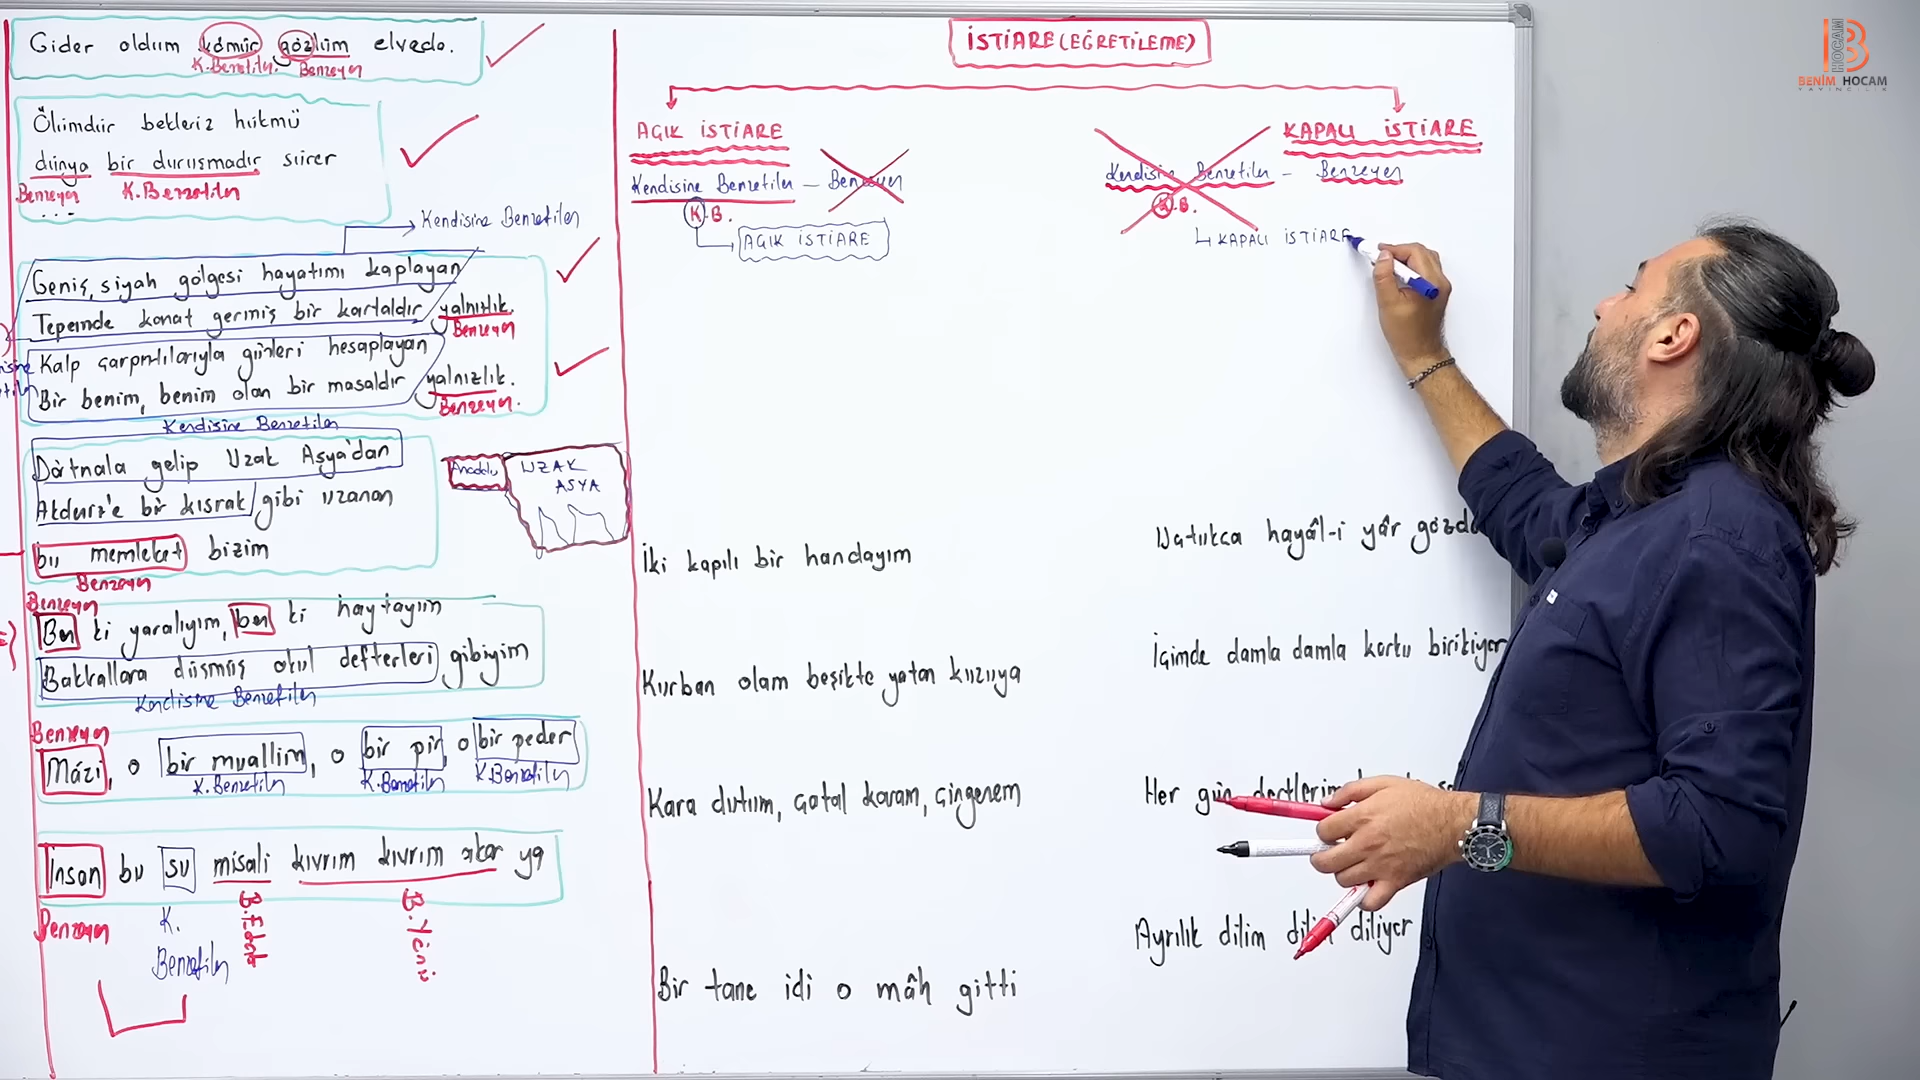 Gider oldum kömür gözlüm elveda.
K.Benzetilen. Benzeyen
Ölümdür bekleriz hükmü
dünya bir duruşmadır sürer
Benzeyen K.Benzetilen
...
Kendisine Benzetilen
Geniş, siyah gölgesi hayatımı kaplayan
Tepemde kanat germiş bir kartaldır yalnızlık.
Benzeyen
Kalp çarpıntılarıyla günleri hesaplayan
Bir benim, benim olan bir masaldır yalnızlık.
Benzeyen.
Kendisine Benzetilen
Dörtnala gelip Uzak Asya'dan
Akdeniz'e bir kısrak gibi uzanan
bu memleket bizim
Benzeyen
Anadolu
UZAK
ASYA
Benzeyen
Ben ki yaralıyım, ben ki haytayım
Bakkallara düşmüş okul defterleri gibiyim
Kendisine Benzetilen
Benzeyen
Mâzi, o bir muallim, o bir pir, o bir peder
K.Benzetilen K.Benzetilen K.Benzetilen
İnsan bu su misali kıvrım kıvrım akar ya
Benzeyen
K.
Benzetilen
B.Edatı
B.Yönü
İSTİARE (EĞRETİLEME)
AÇIK İSTİARE
Kendisine Benzetilen - Benzeyen
K.B.
AÇIK İSTİARE
İki kapılı bir handayım
Kurban olam beşikte yatan kuzuya
Kara dutum, çatal karam, çingenem
Bir tane idi o mâh gitti
KAPALI İSTİARE
Kendisine Benzetilen - Benzeyen
K.B.
KAPALI İSTİARE
hayâl-i yâr
İçimde damla damla korku birikiyor
Her gün
Ayrılık dilim dilim diliyor
B HOCAM
BENİM HOCAM
YAYINCILIK